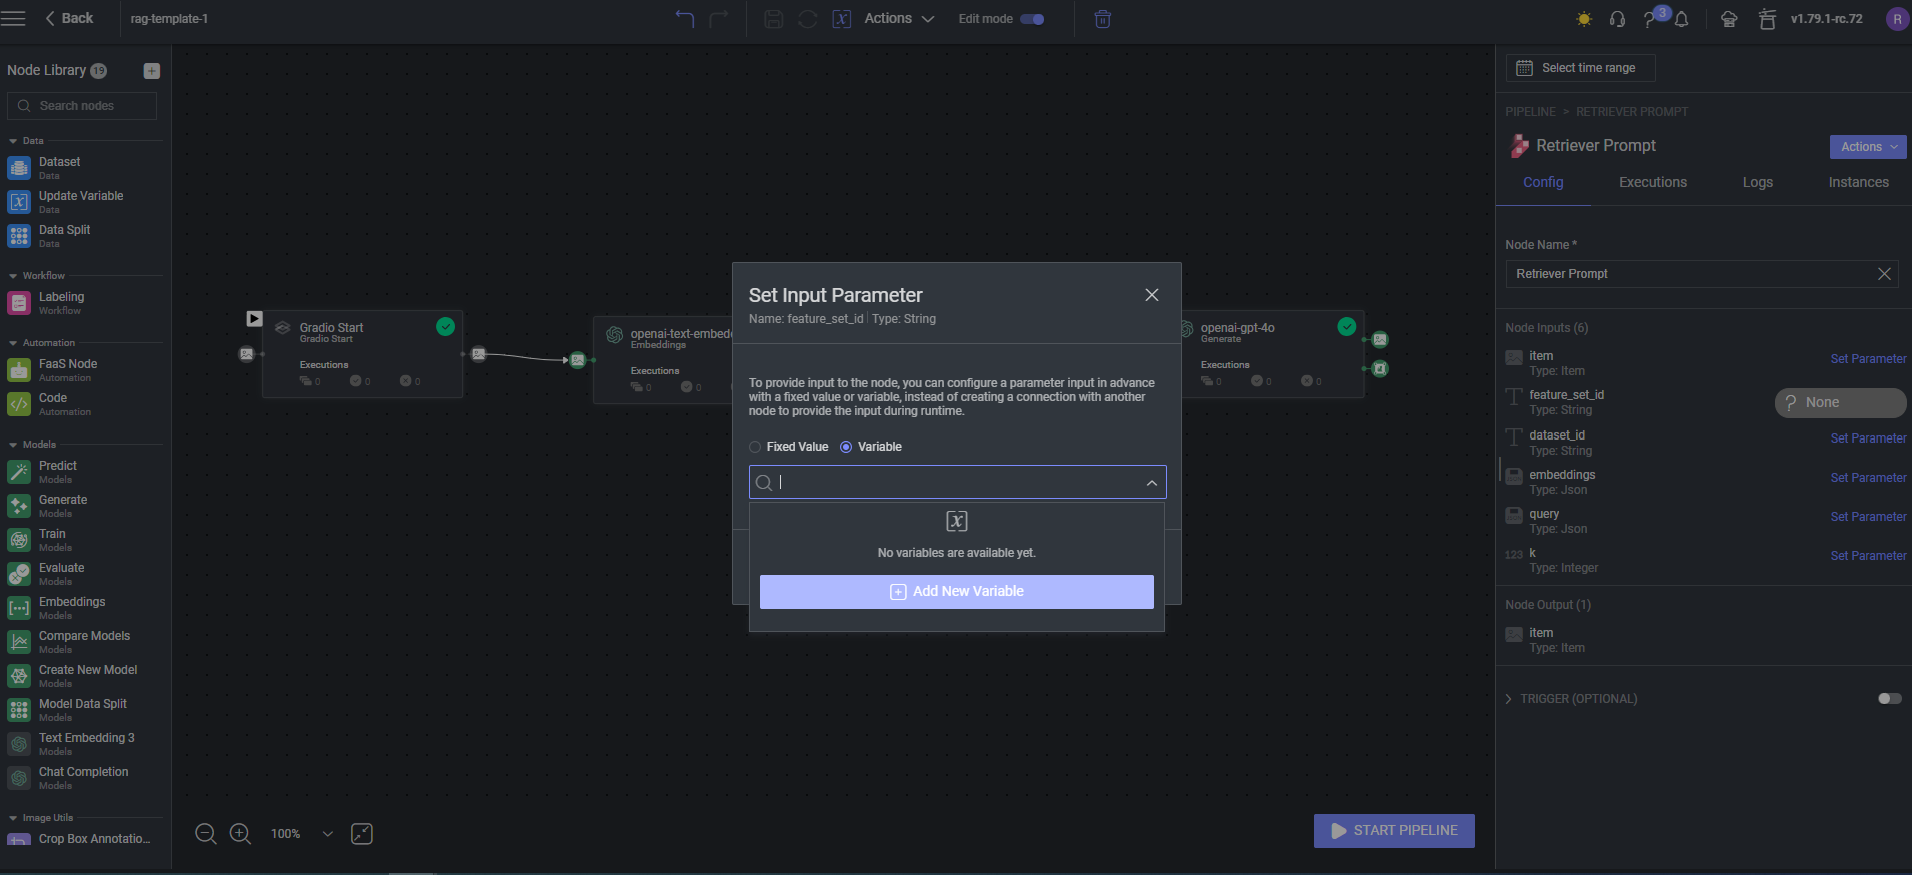 Back
rag-template-1
Actions
Edit mode
3
v1.79.1-rc.72
R
Node Library 19
Search nodes
Data
Dataset
Data
Update Variable
Data
Data Split
Data
Workflow
Labeling
Workflow
Automation
FaaS Node
Automation
Code
Automation
Models
Predict
Models
Generate
Models
Train
Models
Evaluate
Models
Embeddings
Models
Compare Models
Models
Create New Model
Models
Model Data Split
Models
Text Embedding 3
Models
Chat Completion
Models
Image Utils
Crop Box Annotatio...
Gradio Start
Gradio Start
Executions
0 0 0
openai-text-embed
Embeddings
Executions
0 0
openai-gpt-4o
Generate
Executions
0 0 0
Set Input Parameter
Name: feature_set_id | Type: String
To provide input to the node, you can configure a parameter input in advance
with a fixed value or variable, instead of creating a connection with another
node to provide the input during runtime.
Fixed Value Variable
No variables are available yet.
Add New Variable
100%
START PIPELINE
Select time range
PIPELINE > RETRIEVER PROMPT
Retriever Prompt
Actions
Config Executions Logs Instances
Node Name *
Retriever Prompt
Node Inputs (6)
item
Type: Item
Set Parameter
feature_set_id
Type: String
? None
dataset_id
Type: String
Set Parameter
embeddings
Type: Json
Set Parameter
query
Type: Json
Set Parameter
123 k
Type: Integer
Set Parameter
Node Output (1)
item
Type: Item
TRIGGER (OPTIONAL)